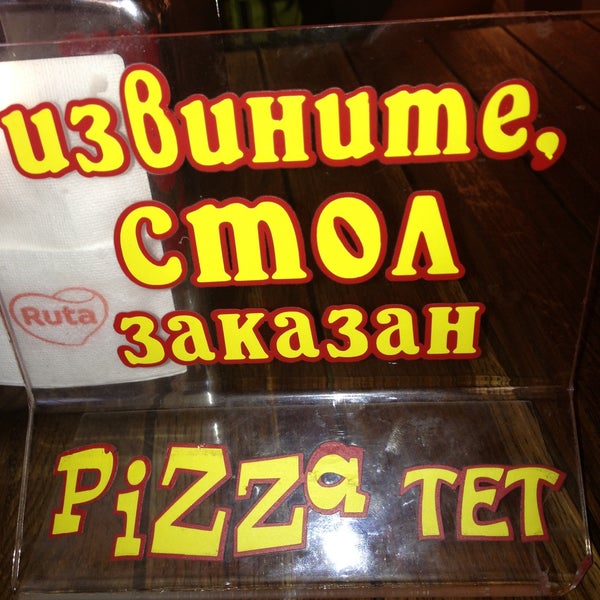 извините,
стол
заказан
Ruta
PiZZa TET